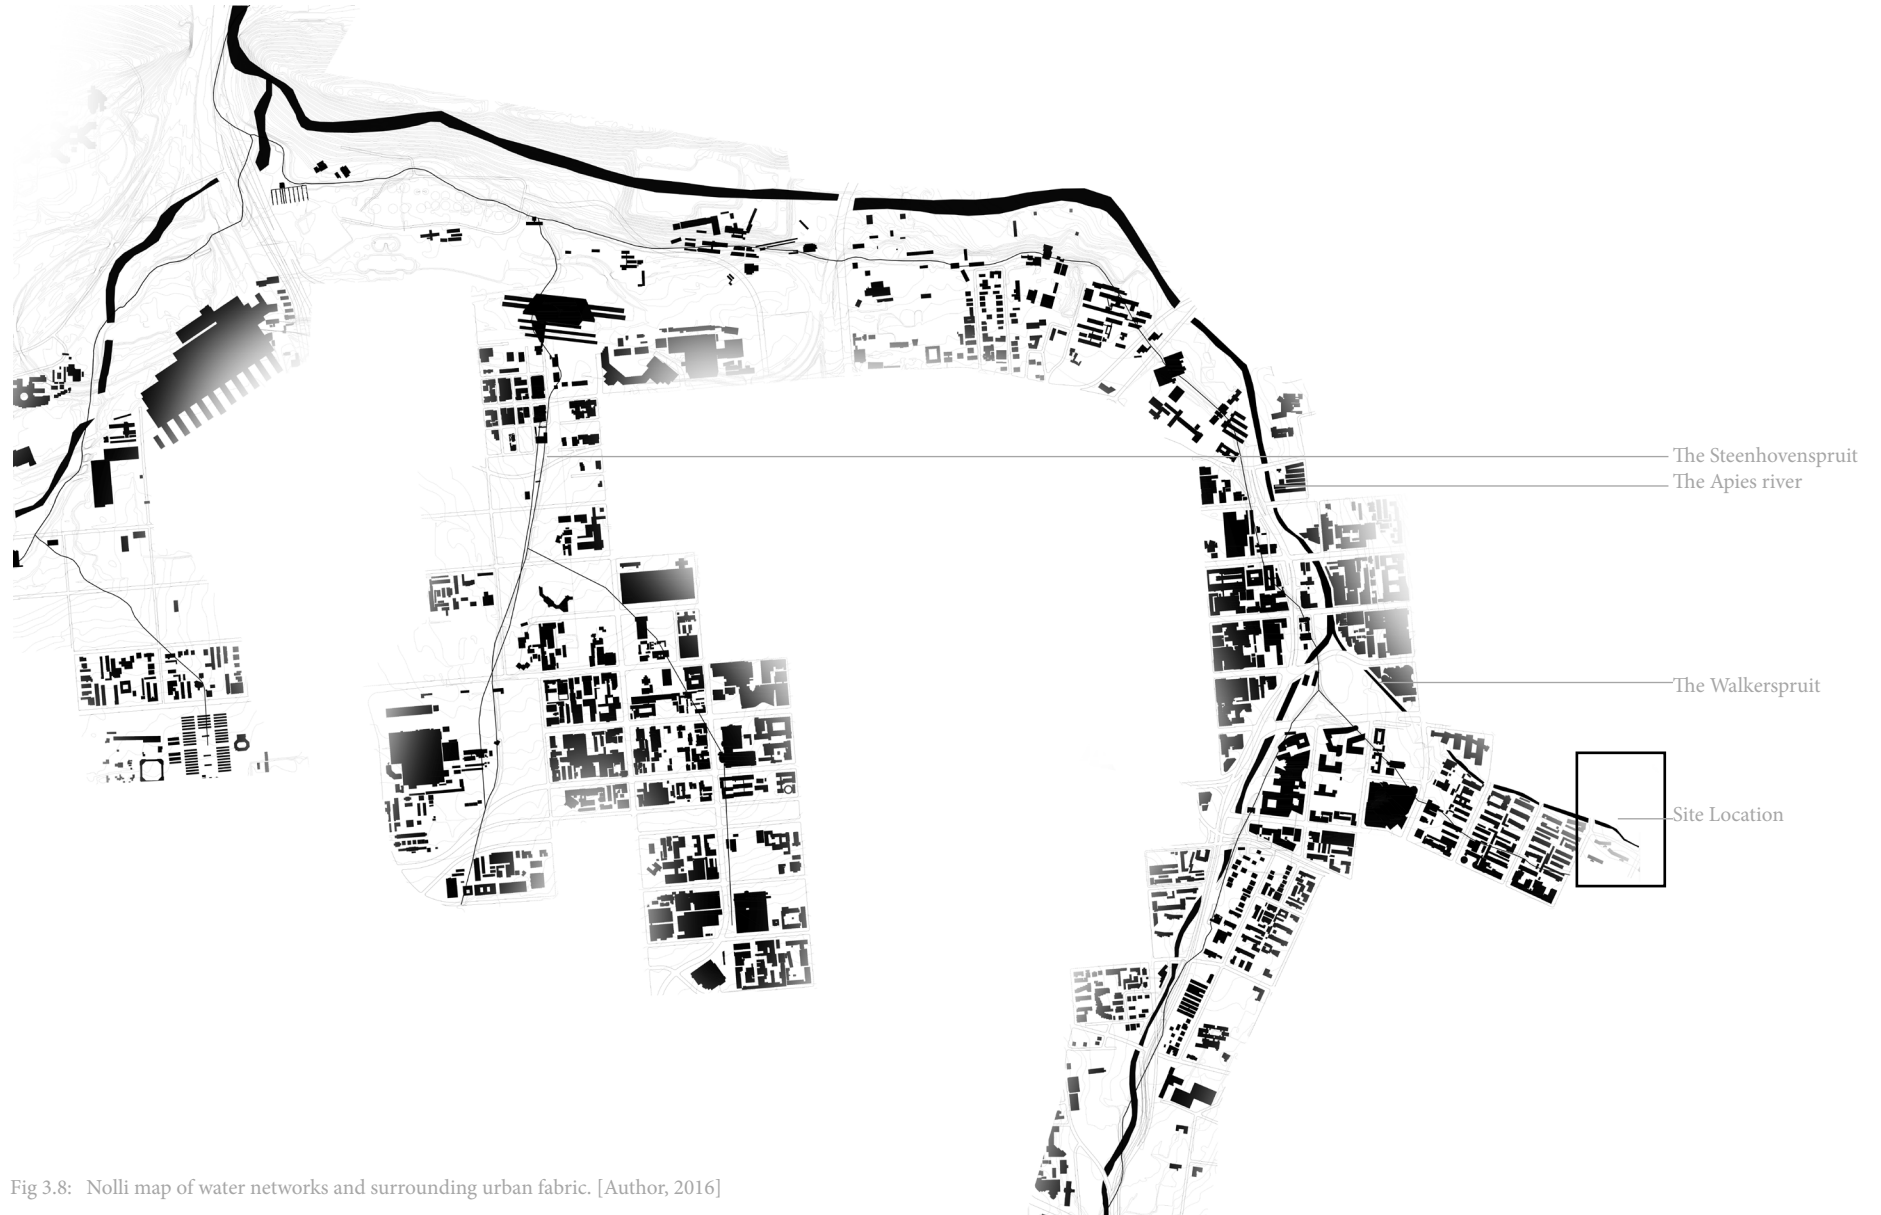 The Steenhovenspruit
The Apies river
The Walkerspruit
Site Location
Fig 3.8: Nolli map of water networks and surrounding urban fabric. [Author, 2016]